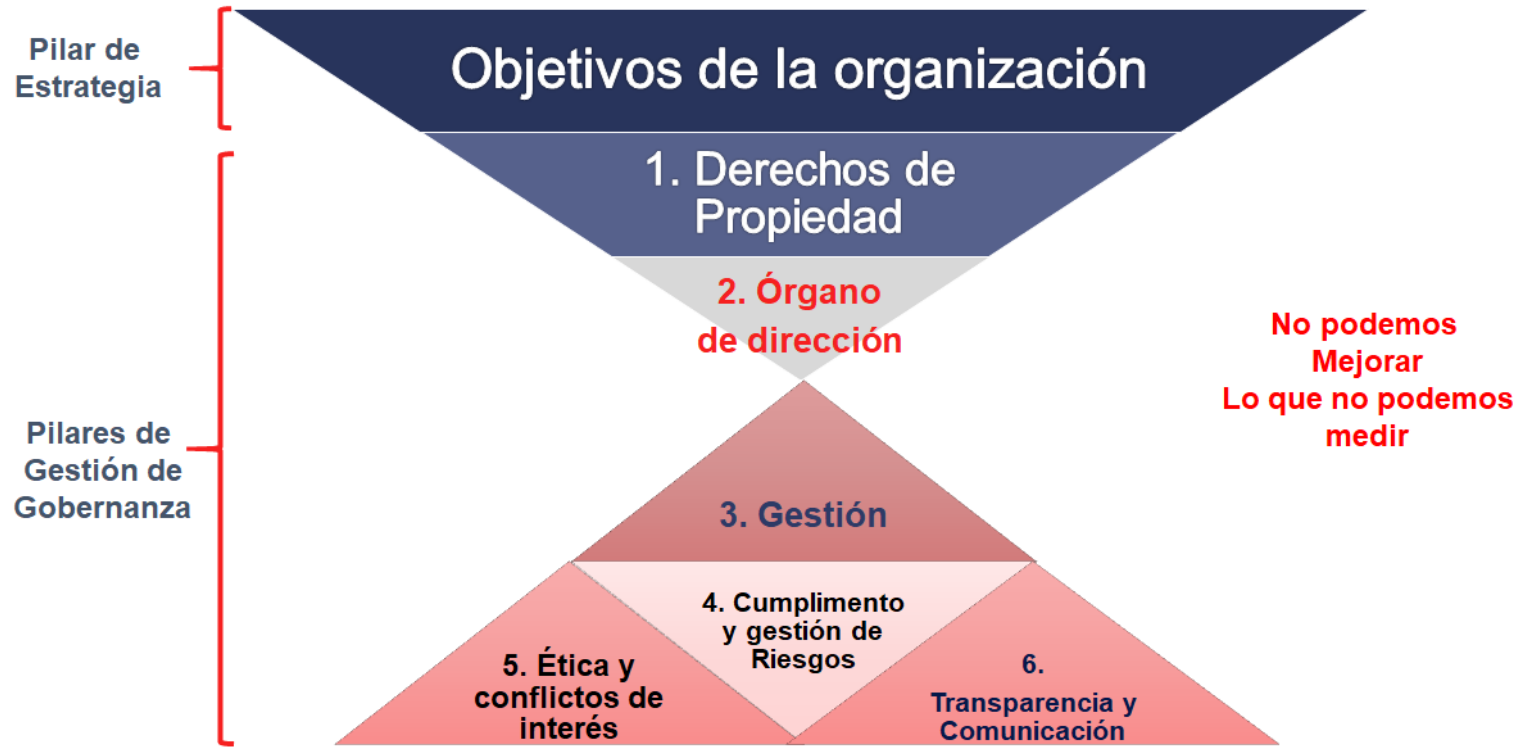 Pilar de
Estrategia
Objetivos de la organización
1. Derechos de
Propiedad
2. Órgano
de dirección
No podemos
Mejorar
Lo que no podemos
medir
Pilares de
Gestión de
Gobernanza
3. Gestión
4. Cumplimento
y gestión de
Riesgos
5. Ética y
conflictos de
interés
6.
Transparencia y
Comunicación